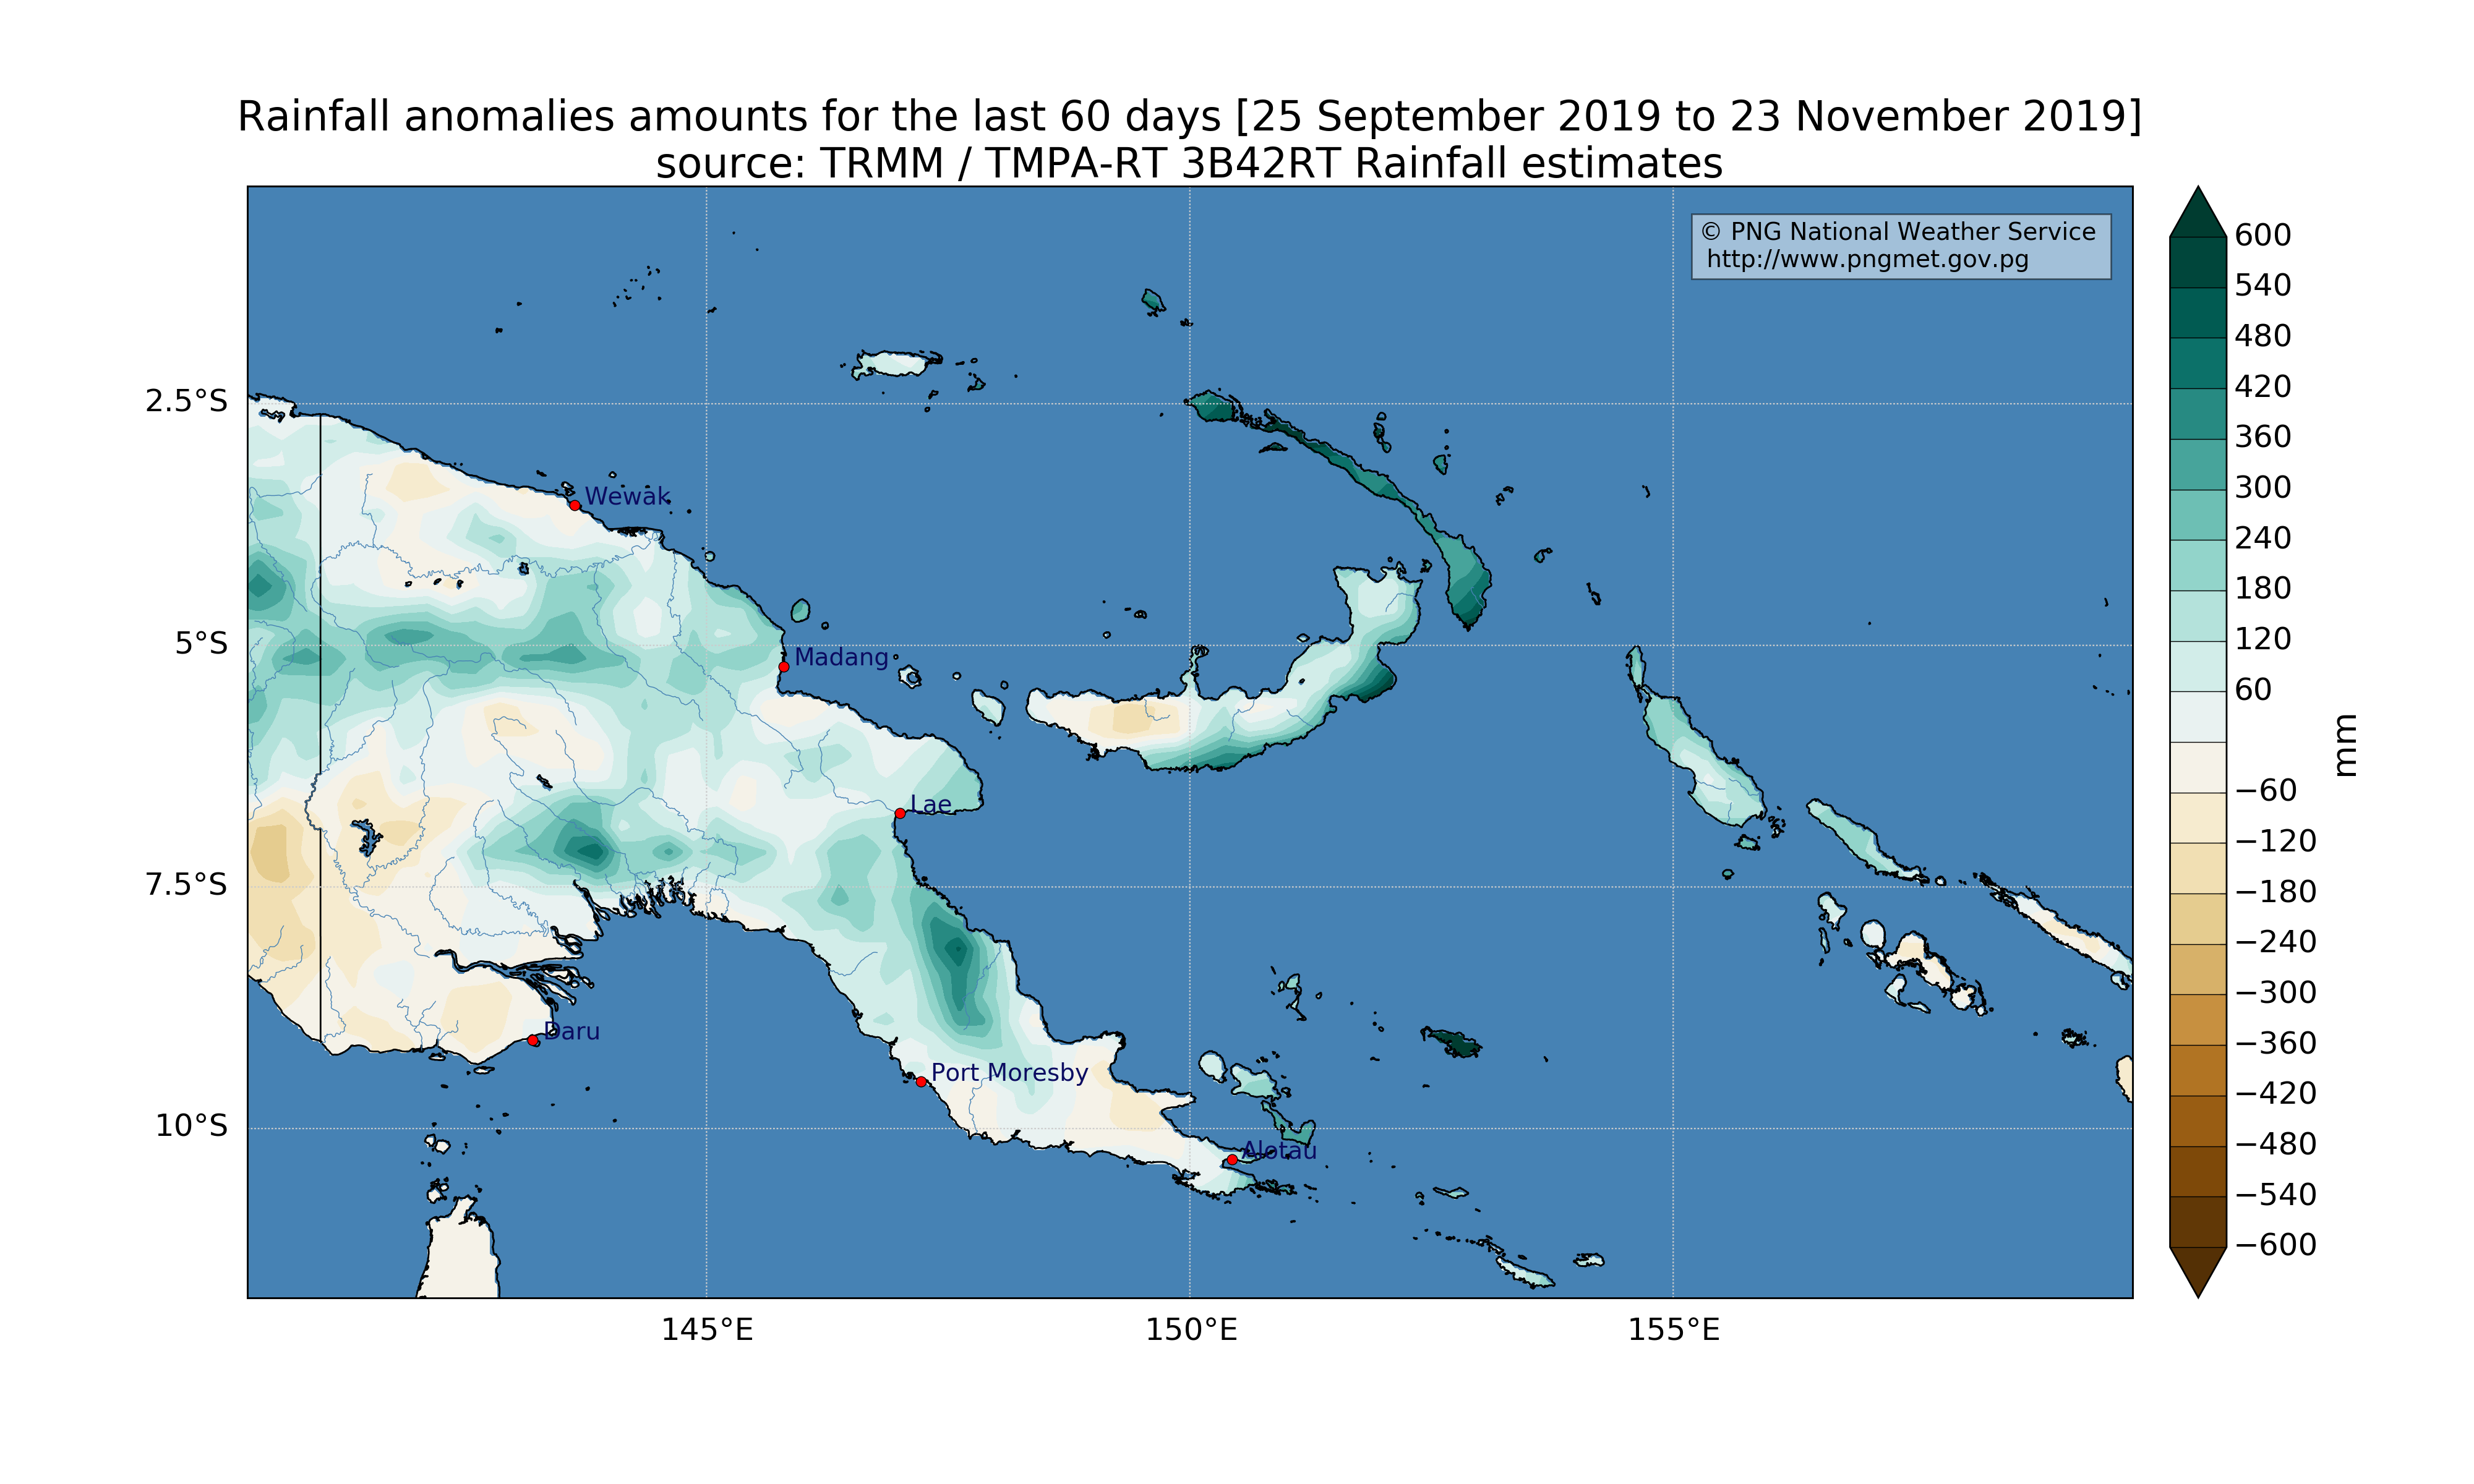 Rainfall anomalies amounts for the last 60 days [25 September 2019 to 23 November 2019]
source: TRMM / TMPA-RT 3B42RT Rainfall estimates
© PNG National Weather Service
http://www.pngmet.gov.pg
600
540
480
420
360
300
240
180
120
60
−60
−120
−180
−240
−300
−360
−420
−480
−540
−600
mm
2.5°S
5°S
7.5°S
10°S
Wewak
Madang
Lae
Daru
Port Moresby
Alotau
145°E
150°E
155°E